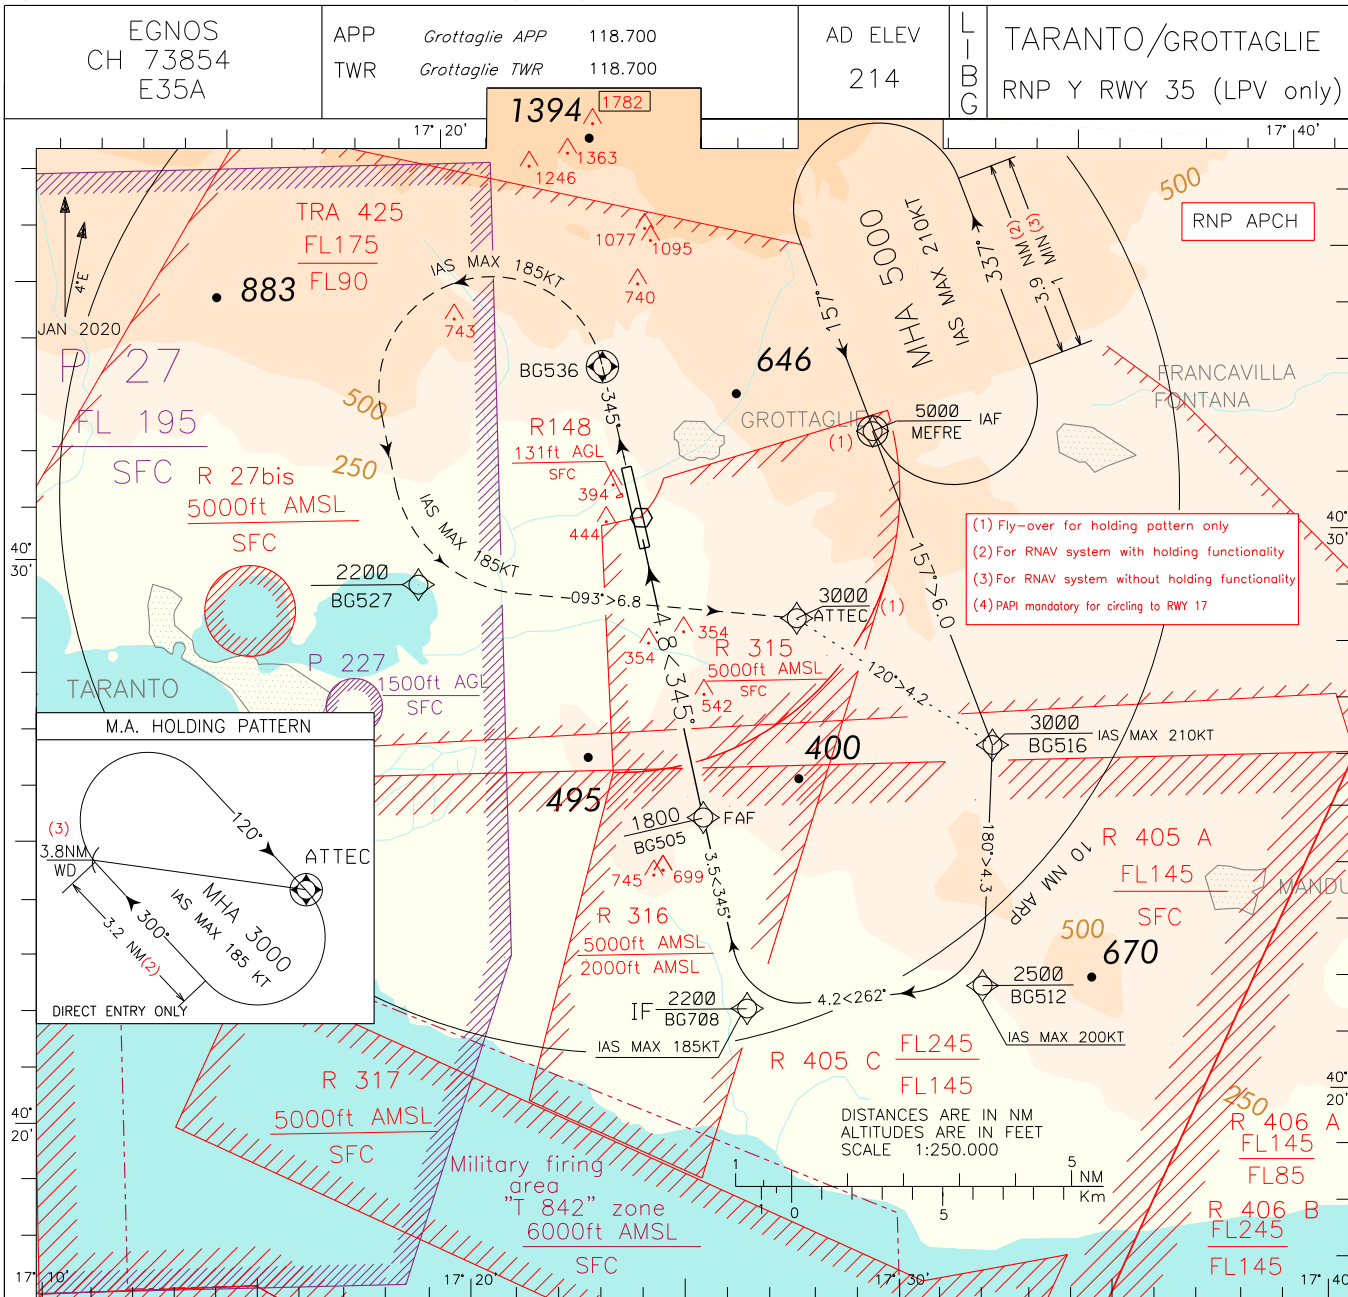 EGNOS
CH 73854
E35A
APP Grottaglie APP 118.700
TWR Grottaglie TWR 118.700
AD ELEV
214
LIBG
TARANTO/GROTTAGLIE
RNP Y RWY 35 (LPV only)
17° 20'
17° 40'
1394
1782
1363
1246
500
RNP APCH
TRA 425
FL175
FL90
1077
1095
740
743
883
4°E
JAN 2020
IAS MAX 185KT
MHA 5000
IAS MAX 210KT
337°
3.9 NM(2)
1 MIN(3)
157°
P 27
FL 195
SFC
BG536
345°
646
FRANCAVILLA
FONTANA
500
250
GROTTAGLIE
5000 IAF
MEFRE
(1)
R148
131ft AGL
SFC
394
444
R 27bis
5000ft AMSL
SFC
IAS MAX 185KT
157°>6.0
(1) Fly-over for holding pattern only
(2) For RNAV system with holding functionality
(3) For RNAV system without holding functionality
(4) PAPI mandatory for circling to RWY 17
40°
30'
40°
30'
2200
BG527
093°>6.8
3000
ATTEC
(1)
4.8<345°
354
354
R 315
5000ft AMSL
SFC
542
120°>4.2
P 227
1500ft AGL
SFC
TARANTO
3000
BG516
IAS MAX 210KT
M.A. HOLDING PATTERN
120°
(3)
3.8NM
WD
ATTEC
MHA 3000
IAS MAX 185 KT
300°
3.2 NM(2)
DIRECT ENTRY ONLY
495
400
1800
BG505
FAF
745
699
3.5<345°
180°>4.3
10 NM ARP
R 405 A
FL145
SFC
MANDU
R 316
5000ft AMSL
2000ft AMSL
500
670
4.2<262°
2500
BG512
IAS MAX 200KT
IF 2200
BG708
IAS MAX 185KT
R 405 C
FL245
FL145
R 317
5000ft AMSL
SFC
40°
20'
40°
20'
250
DISTANCES ARE IN NM
ALTITUDES ARE IN FEET
SCALE 1:250.000
1 5 NM
1 0 5 Km
R 406 A
FL145
FL85
R 406 B
FL245
FL145
Military firing
area
"T 842" zone
6000ft AMSL
SFC
17° 10'
17° 20'
17° 30'
17° 40